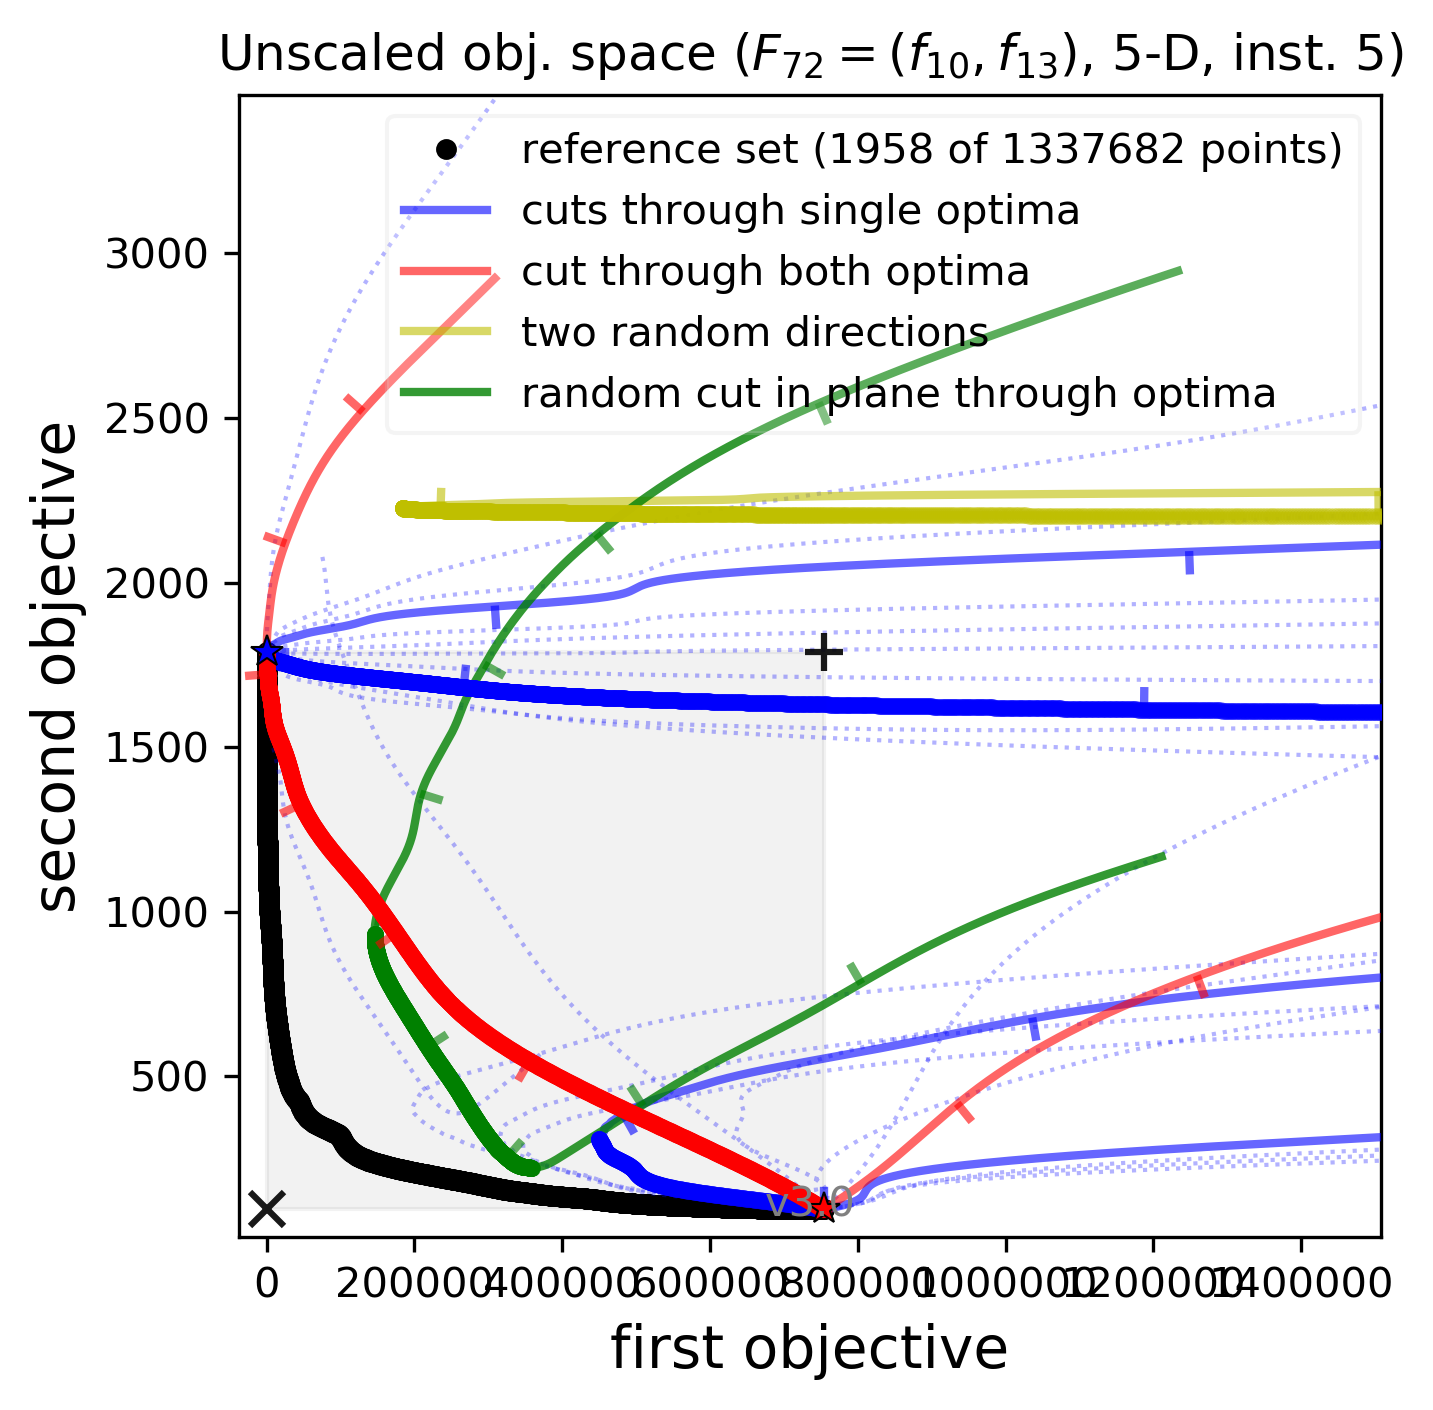 Unscaled obj. space (F₇₂ = (f₁₀, f₁₃), 5-D, inst. 5)
reference set (1958 of 1337682 points)
cuts through single optima
cut through both optima
two random directions
random cut in plane through optima
second objective
3000
2500
2000
1500
1000
500
v3.0
0 200000 400000 600000 800000 1000000 1200000 1400000
first objective